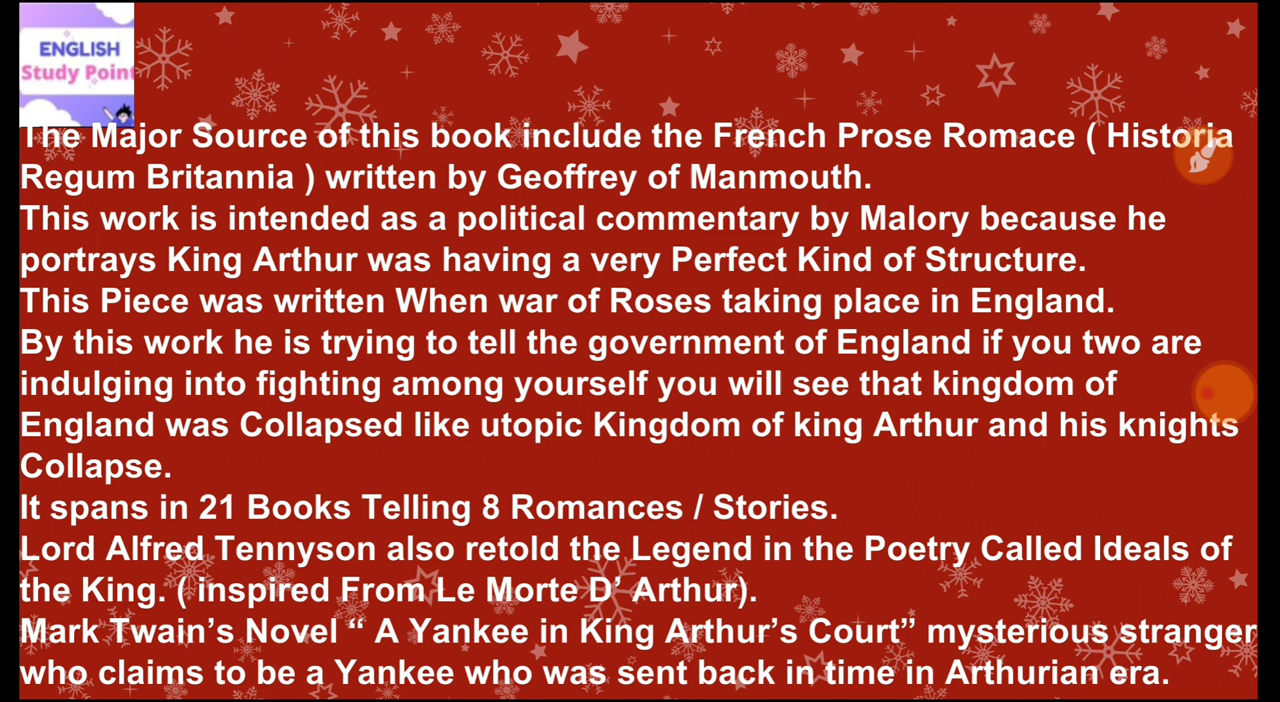 ENGLISH
Study Point
The Major Source of this book include the French Prose Romace ( Historia
Regum Britannia ) written by Geoffrey of Manmouth.
This work is intended as a political commentary by Malory because he
portrays King Arthur was having a very Perfect Kind of Structure.
This Piece was written When war of Roses taking place in England.
By this work he is trying to tell the government of England if you two are
indulging into fighting among yourself you will see that kingdom of
England was Collapsed like utopic Kingdom of king Arthur and his knights
Collapse.
It spans in 21 Books Telling 8 Romances / Stories.
Lord Alfred Tennyson also retold the Legend in the Poetry Called Ideals of
the King. ( inspired From Le Morte D’ Arthur).
Mark Twain’s Novel “ A Yankee in King Arthur’s Court” mysterious stranger
who claims to be a Yankee who was sent back in time in Arthurian era.